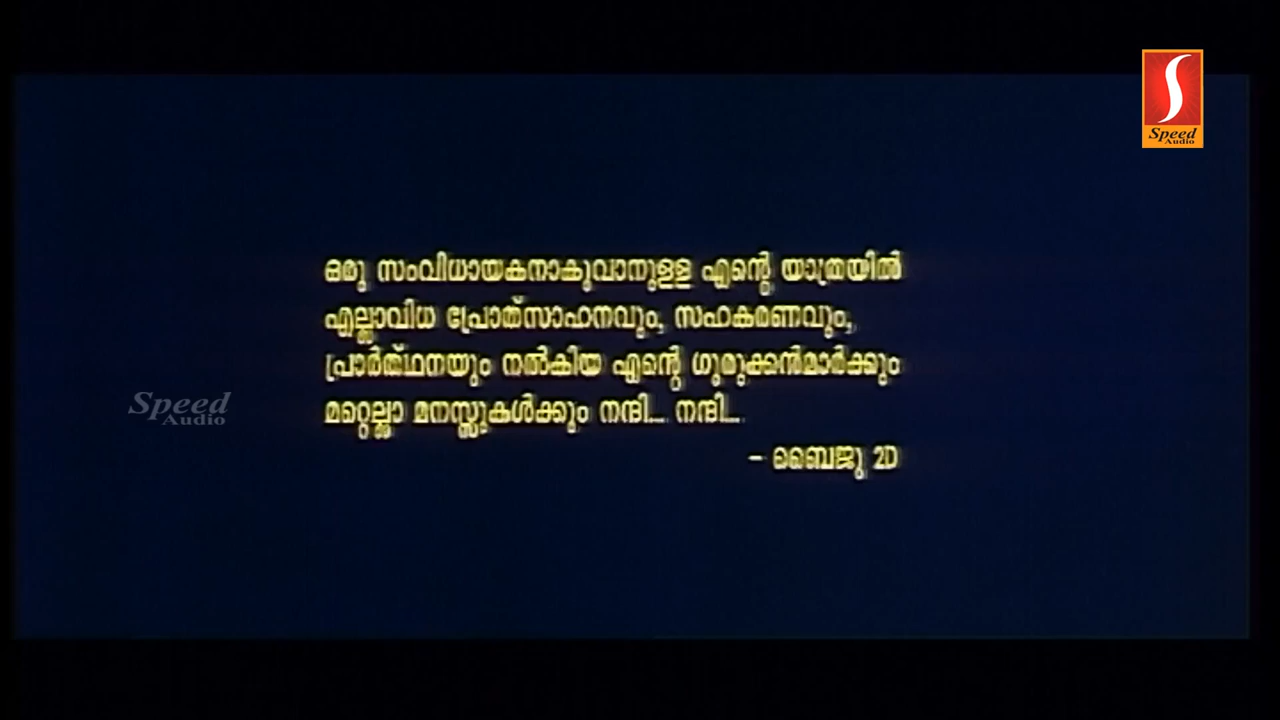 S
Speed
Audio
ഒരു സംവിധായകനാകുവാനുള്ള എന്റെ യാത്രയിൽ
എല്ലാവിധ പ്രോത്സാഹനവും, സഹകരണവും,
പ്രാർത്ഥനയും നൽകിയ എന്റെ ഗുരുക്കൻമാർക്കും
മറ്റെല്ലാ മനസ്സുകൾക്കും നന്ദി... നന്ദി...
- ബൈജു 2D
Speed
Audio